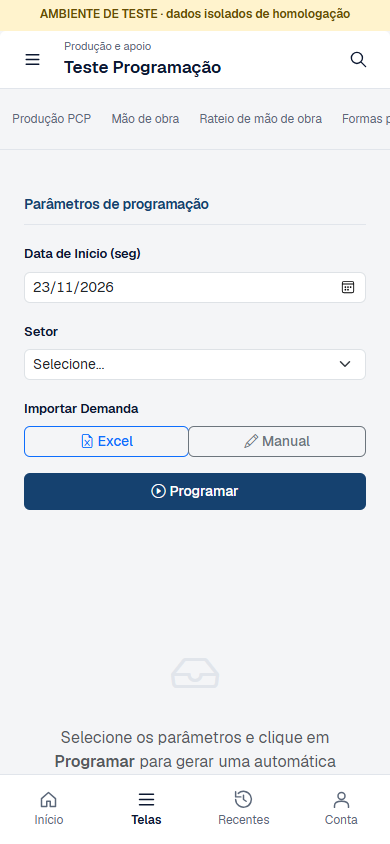 AMBIENTE DE TESTE · dados isolados de homologação
Produção e apoio
Teste Programação
Produção PCP Mão de obra Rateio de mão de obra Formas p
Parâmetros de programação
Data de Início (seg)
23/11/2026
Setor
Selecione...
Importar Demanda
Excel Manual
Programar
Selecione os parâmetros e clique em
Programar para gerar uma automática
Início Telas Recentes Conta